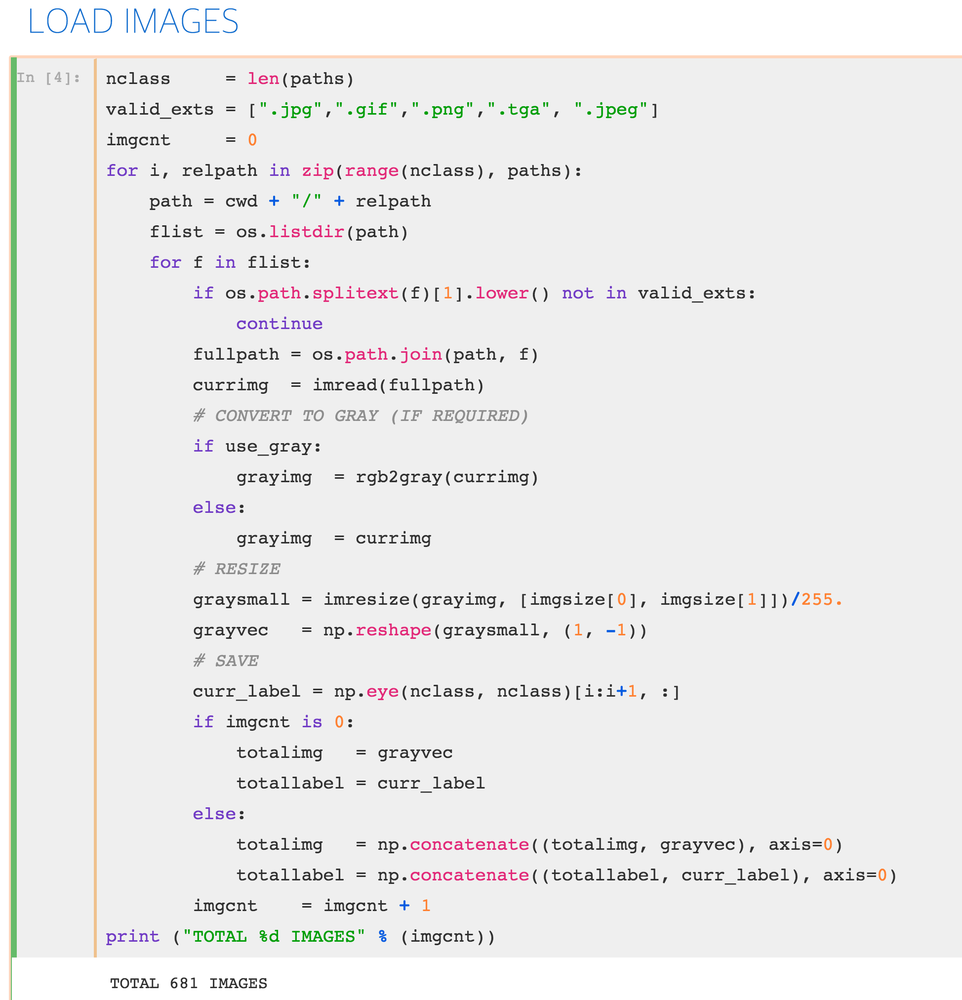 LOAD IMAGES
In [4]:
nclass     = len(paths)
valid_exts = [".jpg",".gif",".png",".tga", ".jpeg"]
imgcnt     = 0
for i, relpath in zip(range(nclass), paths):
    path = cwd + "/" + relpath
    flist = os.listdir(path)
    for f in flist:
        if os.path.splitext(f)[1].lower() not in valid_exts:
            continue
        fullpath = os.path.join(path, f)
        currimg  = imread(fullpath)
        # CONVERT TO GRAY (IF REQUIRED)
        if use_gray:
            grayimg  = rgb2gray(currimg)
        else:
            grayimg  = currimg
        # RESIZE
        graysmall = imresize(grayimg, [imgsize[0], imgsize[1]])/255.
        grayvec   = np.reshape(graysmall, (1, -1))
        # SAVE
        curr_label = np.eye(nclass, nclass)[i:i+1, :]
        if imgcnt is 0:
            totalimg   = grayvec
            totallabel = curr_label
        else:
            totalimg   = np.concatenate((totalimg, grayvec), axis=0)
            totallabel = np.concatenate((totallabel, curr_label), axis=0)
        imgcnt    = imgcnt + 1
print ("TOTAL %d IMAGES" % (imgcnt))
TOTAL 681 IMAGES